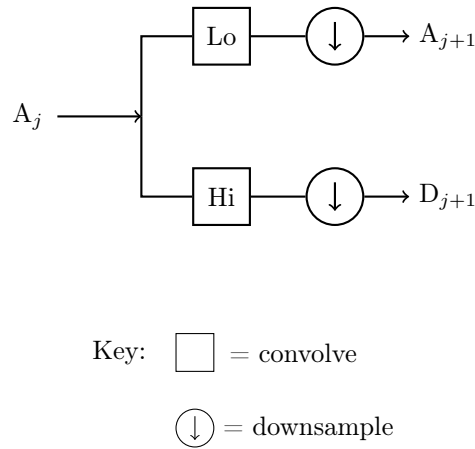 Lo
↓
A_{j+1}
A_j
Hi
↓
D_{j+1}
Key:
= convolve
↓ = downsample